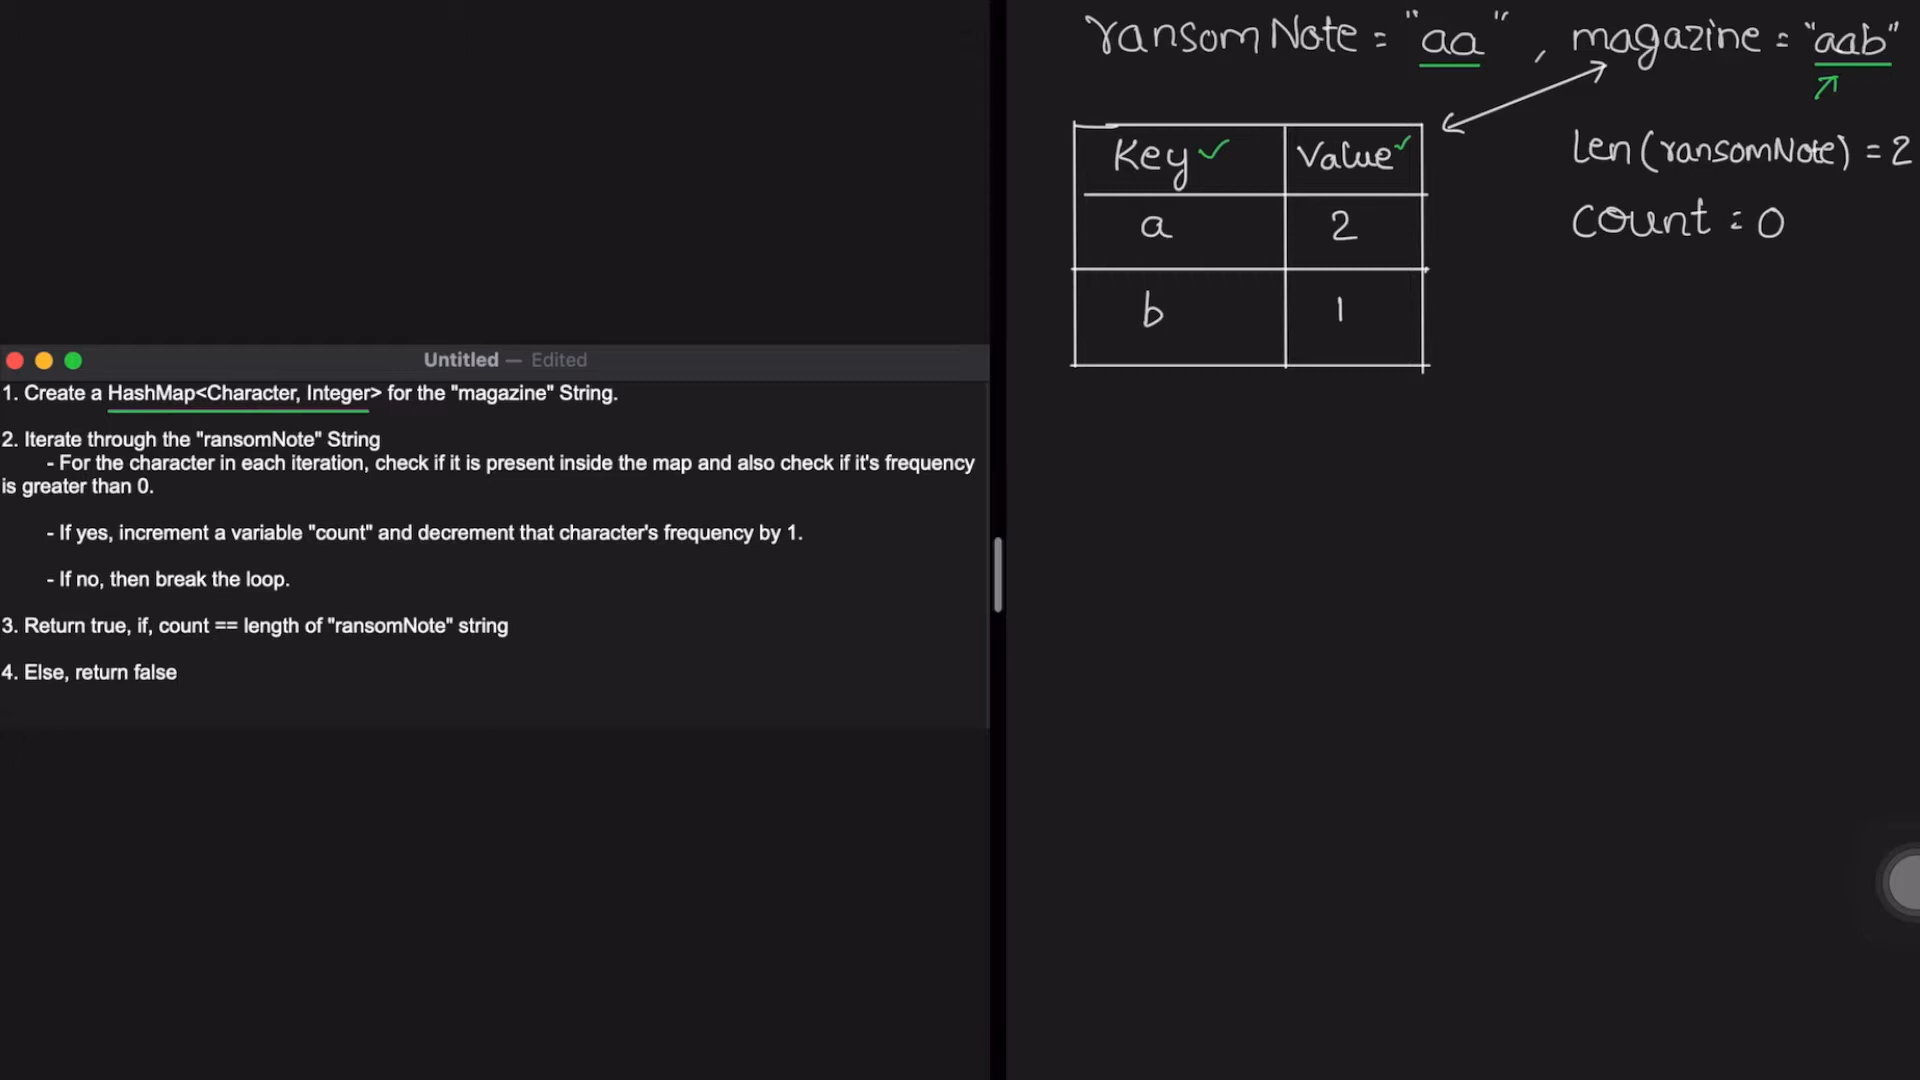 Untitled — Edited
1. Create a HashMap<Character, Integer> for the "magazine" String.
2. Iterate through the "ransomNote" String
- For the character in each iteration, check if it is present inside the map and also check if it's frequency
is greater than 0.
- If yes, increment a variable "count" and decrement that character's frequency by 1.
- If no, then break the loop.
3. Return true, if, count == length of "ransomNote" string
4. Else, return false
ransomNote = "aa" , magazine = "aab"
Key ✓ Value ✓
a 2
b 1
len(ransomNote) = 2
count = 0